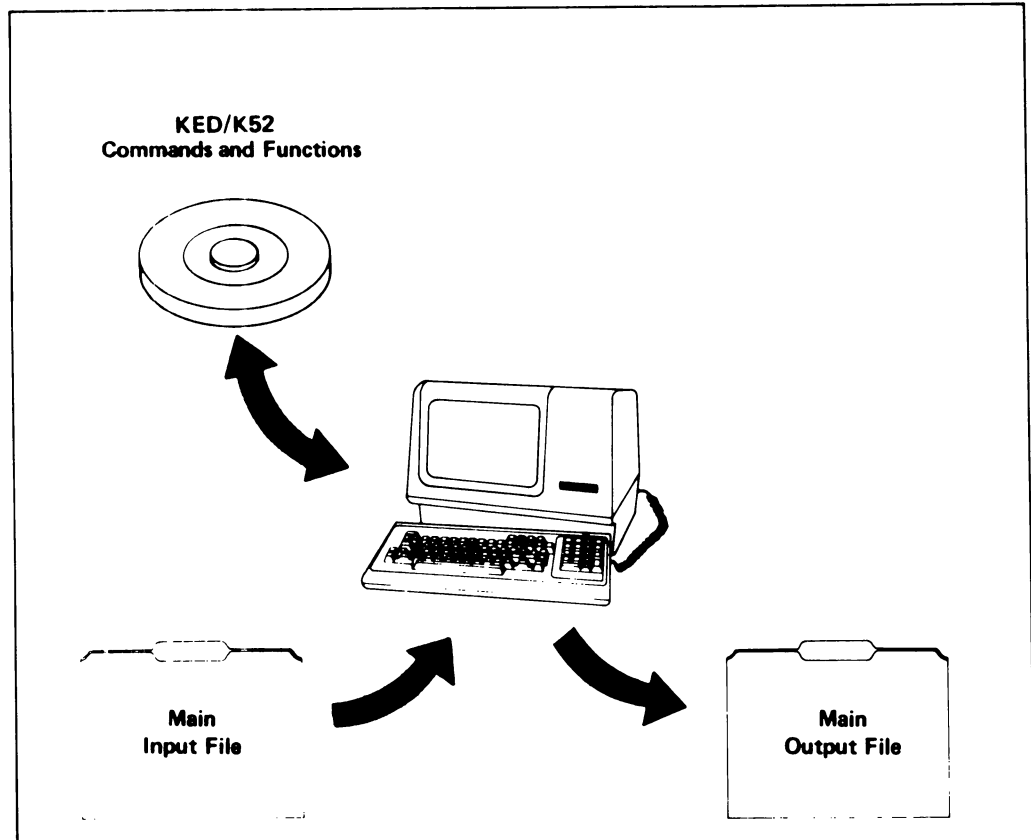 KED/K52
Commands and Functions
Main
Input File
Main
Output File